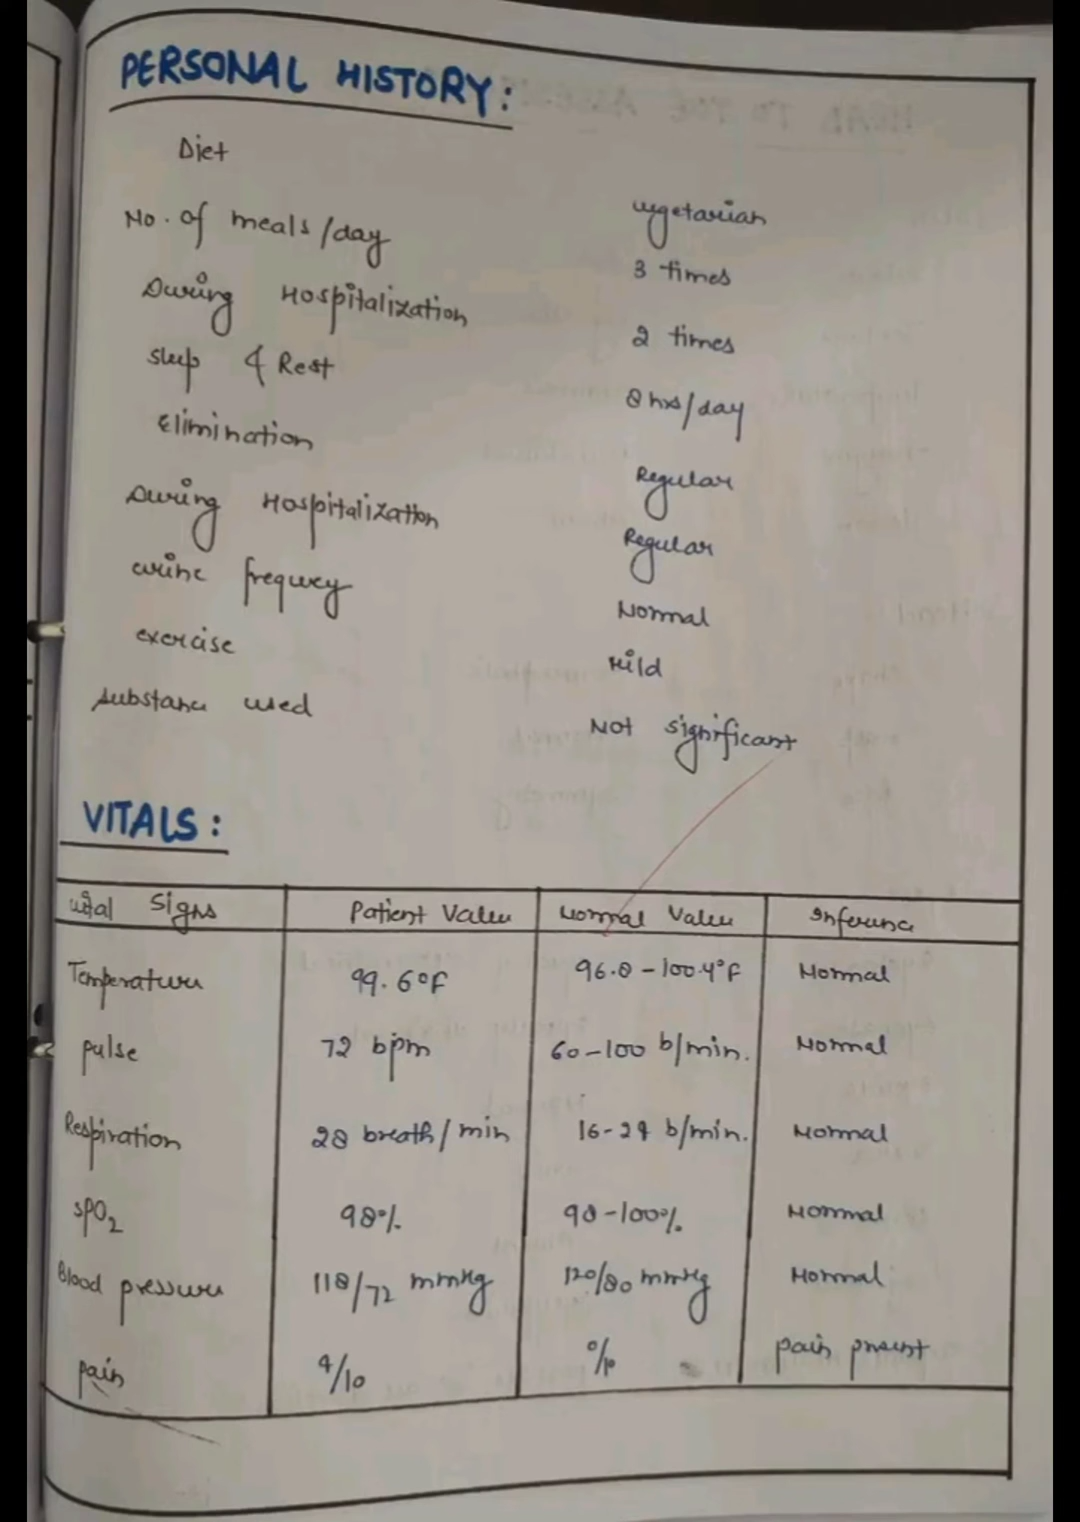 PERSONAL HISTORY:
Diet vegetarian
No. of meals/day 3 times
During Hospitalization 2 times
sleep & Rest 8 hrs/day
Elimination Regular
During Hospitalization Regular
urine frequey Normal
exercise Mild
substance used Not significant
VITALS:
vital Signs Patient Value Normal Value Inference
Temperature 99.6°F 96.8-100.4°F Normal
pulse 72 bpm 60-100 b/min. Normal
Respiration 28 breath/min 16-24 b/min. Normal
SPO2 98% 98-100% Normal
Blood pressure 118/72 mmHg 120/80 mmHg Normal
pain 4/10 0/10 pain present